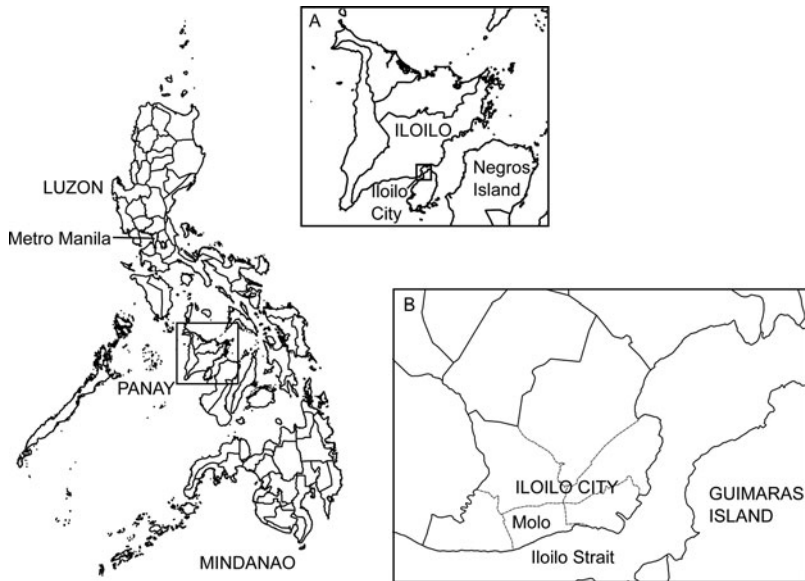 LUZON
Metro Manila
PANAY
MINDANAO
A
ILOILO
Iloilo
City
Negros
Island
B
ILOILO CITY
Molo
Iloilo Strait
GUIMARAS
ISLAND